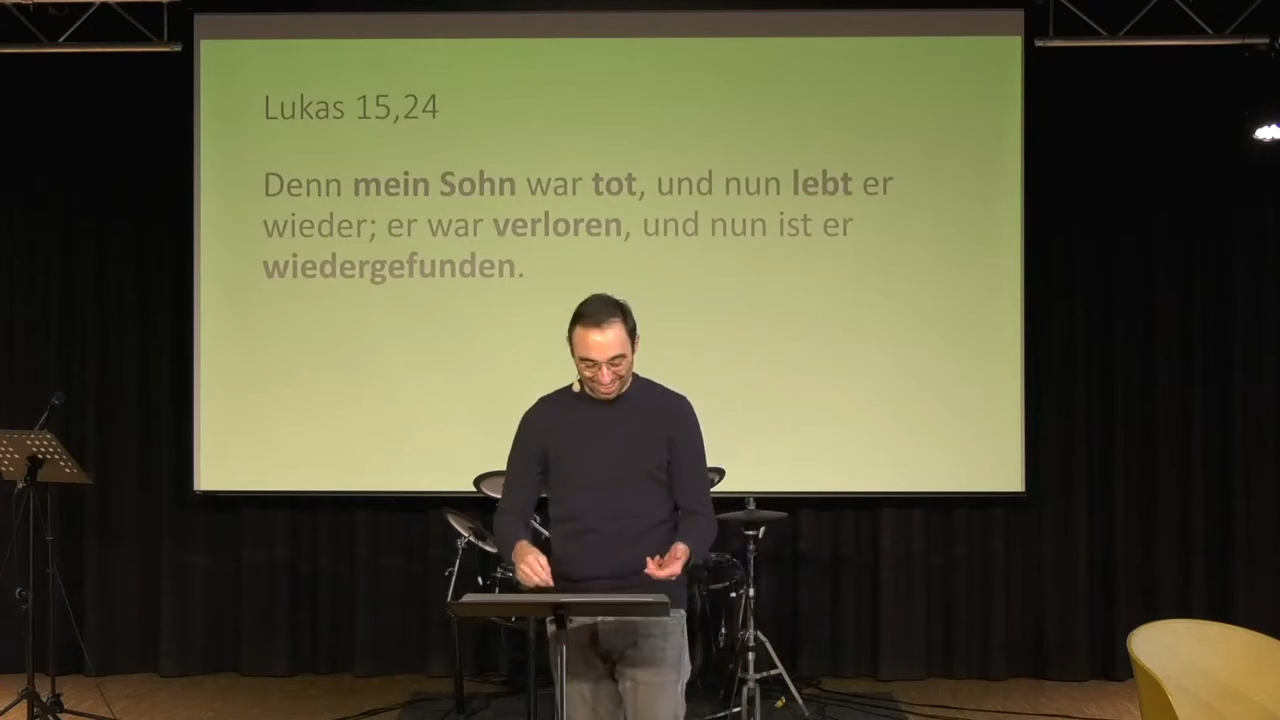 Lukas 15,24
Denn mein Sohn war tot, und nun lebt er
wieder; er war verloren, und nun ist er
wiedergefunden.